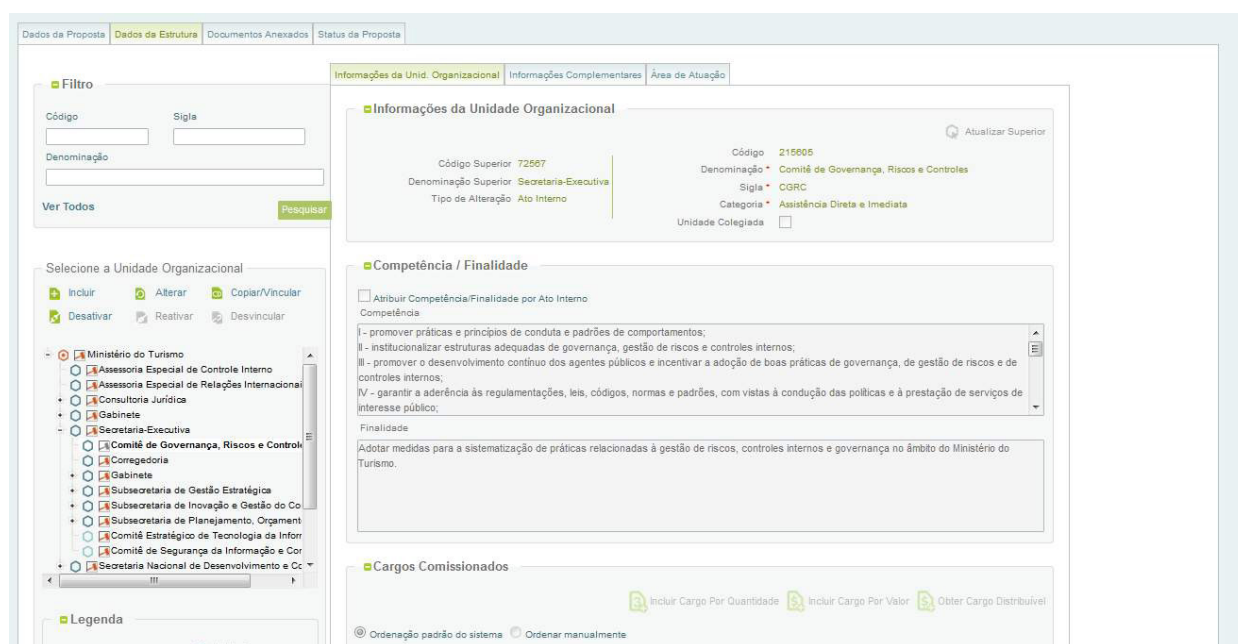 Dados da Proposta Dados da Estrutura Documentos Anexados Status da Proposta
Filtro
Código Sigla
Denominação
Ver Todos Pesquisar
Selecione a Unidade Organizacional
Incluir Alterar Copiar/Vincular
Desativar Reativar Desvincular
Ministério do Turismo
Assessoria Especial de Controle Interno
Assessoria Especial de Relações Internacionai
Consultoria Jurídica
Gabinete
Secretaria-Executiva
Comitê de Governança, Riscos e Controle
Corregedoria
Gabinete
Subsecretaria de Gestão Estratégica
Subsecretaria de Inovação e Gestão do Co
Subsecretaria de Planejamento, Orçament
Comitê Estratégico de Tecnologia da Inform
Comitê de Segurança da Informação e Cor
Secretaria Nacional de Desenvolvimento e Co
Legenda
Informações da Unid. Organizacional Informações Complementares Área de Atuação
Informações da Unidade Organizacional
Atualizar Superior
Código Superior 72567
Denominação Superior Secretaria-Executiva
Tipo de Alteração Ato Interno
Código 215605
Denominação * Comitê de Governança, Riscos e Controles
Sigla * CGRC
Categoria * Assistência Direta e Imediata
Unidade Colegiada
Competência / Finalidade
Atribuir Competência/Finalidade por Ato Interno
Competência
I - promover práticas e princípios de conduta e padrões de comportamentos;
II - institucionalizar estruturas adequadas de governança, gestão de riscos e controles internos;
III - promover o desenvolvimento contínuo dos agentes públicos e incentivar a adoção de boas práticas de governança, de gestão de riscos e de
controles internos;
IV - garantir a aderência às regulamentações, leis, códigos, normas e padrões, com vistas à condução das políticas e à prestação de serviços de
interesse público;
Finalidade
Adotar medidas para a sistematização de práticas relacionadas à gestão de riscos, controles internos e governança no âmbito do Ministério do
Turismo.
Cargos Comissionados
Incluir Cargo Por Quantidade Incluir Cargo Por Valor Obter Cargo Distribuível
Ordenação padrão do sistema Ordenar manualmente